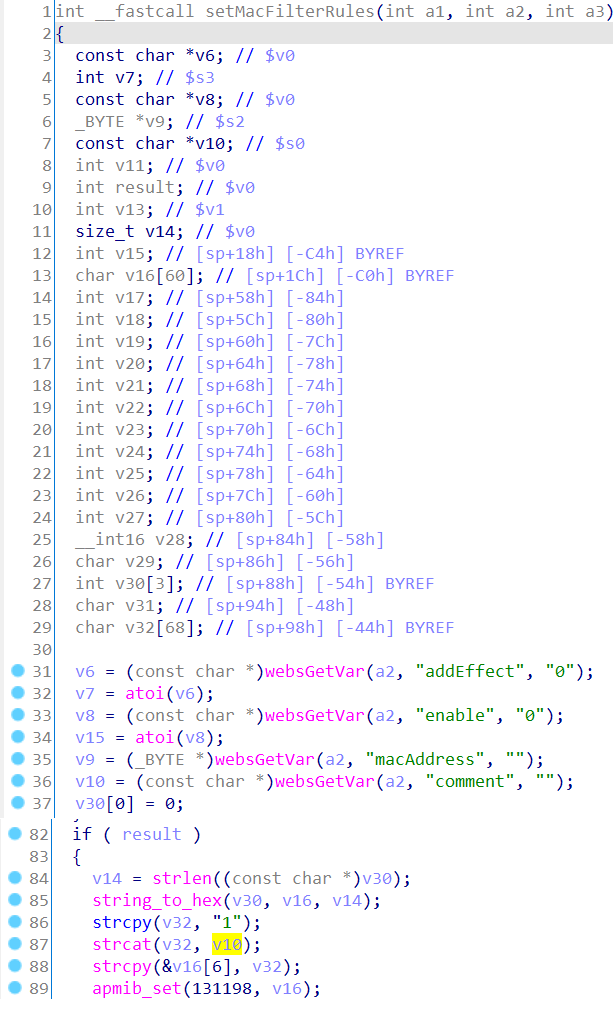 1 int __fastcall setMacFilterRules(int a1, int a2, int a3)
2 {
3 const char *v6; // $v0
4 int v7; // $s3
5 const char *v8; // $v0
6 _BYTE *v9; // $s2
7 const char *v10; // $s0
8 int v11; // $v0
9 int result; // $v0
10 int v13; // $v1
11 size_t v14; // $v0
12 int v15; // [sp+18h] [-C4h] BYREF
13 char v16[60]; // [sp+1Ch] [-C0h] BYREF
14 int v17; // [sp+58h] [-84h]
15 int v18; // [sp+5Ch] [-80h]
16 int v19; // [sp+60h] [-7Ch]
17 int v20; // [sp+64h] [-78h]
18 int v21; // [sp+68h] [-74h]
19 int v22; // [sp+6Ch] [-70h]
20 int v23; // [sp+70h] [-6Ch]
21 int v24; // [sp+74h] [-68h]
22 int v25; // [sp+78h] [-64h]
23 int v26; // [sp+7Ch] [-60h]
24 int v27; // [sp+80h] [-5Ch]
25 __int16 v28; // [sp+84h] [-58h]
26 char v29; // [sp+86h] [-56h]
27 int v30[3]; // [sp+88h] [-54h] BYREF
28 char v31; // [sp+94h] [-48h]
29 char v32[68]; // [sp+98h] [-44h] BYREF
30
31 v6 = (const char *)websGetVar(a2, "addEffect", "0");
32 v7 = atoi(v6);
33 v8 = (const char *)websGetVar(a2, "enable", "0");
34 v15 = atoi(v8);
35 v9 = (_BYTE *)websGetVar(a2, "macAddress", "");
36 v10 = (const char *)websGetVar(a2, "comment", "");
37 v30[0] = 0;
82 if ( result )
83 {
84 v14 = strlen((const char *)v30);
85 string_to_hex(v30, v16, v14);
86 strcpy(v32, "1");
87 strcat(v32, v10);
88 strcpy(&v16[6], v32);
89 apmib_set(131198, v16);